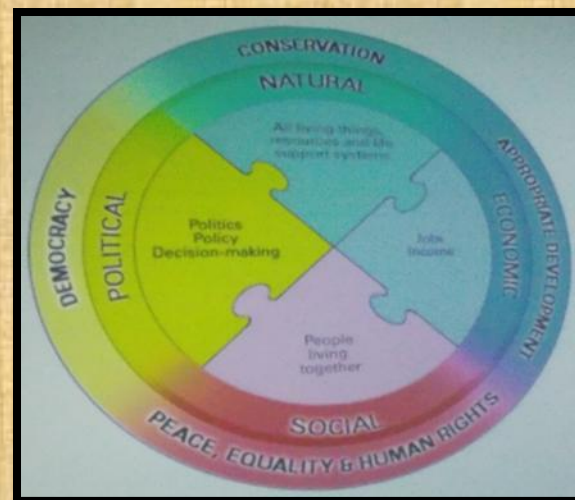 CONSERVATION
NATURAL
All living things,
resources and life
support systems
DEMOCRACY
POLITICAL
Politics
Policy
Decision-making
Jobs
Income
ECONOMIC
APPROPRIATE DEVELOPMENT
People
living
together
SOCIAL
PEACE, EQUALITY & HUMAN RIGHTS